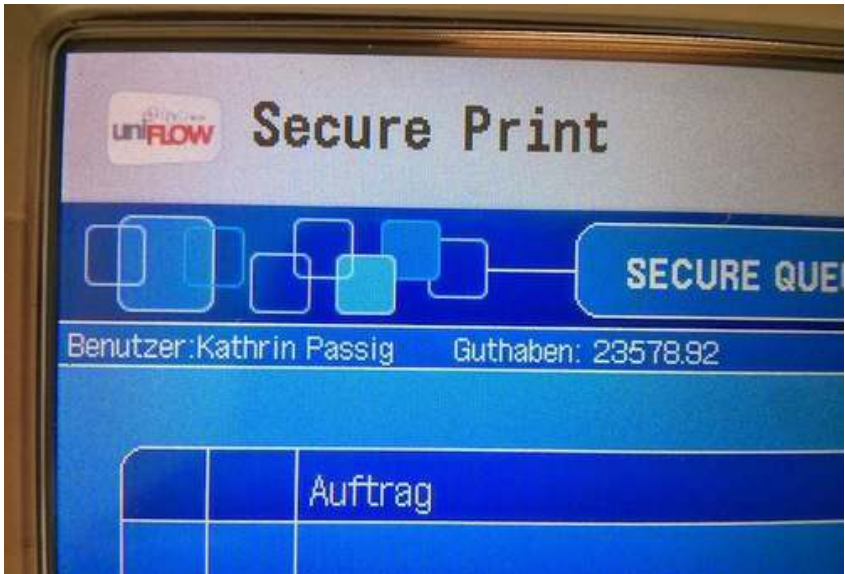 uniFLOW Secure Print
SECURE QUE
Benutzer:Kathrin Passig Guthaben: 23578.92
Auftrag